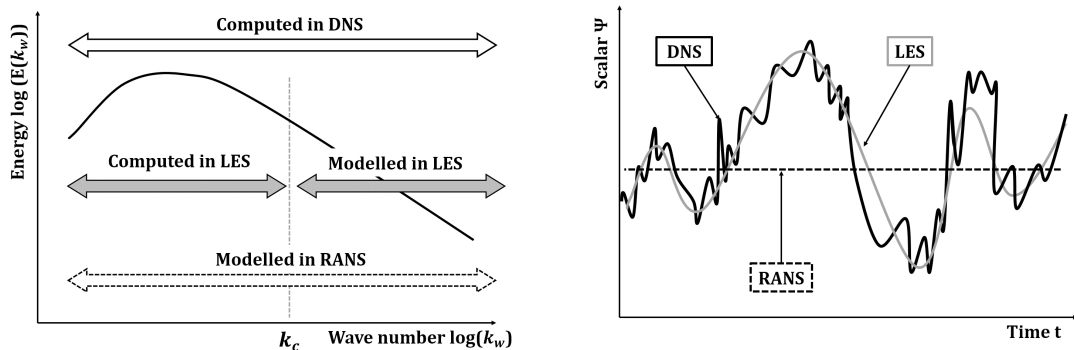 Computed in DNS
Energy log (E(k_w))
Computed in LES
Modelled in LES
Modelled in RANS
k_c
Wave number log(k_w)
Scalar Ψ
DNS
LES
RANS
Time t